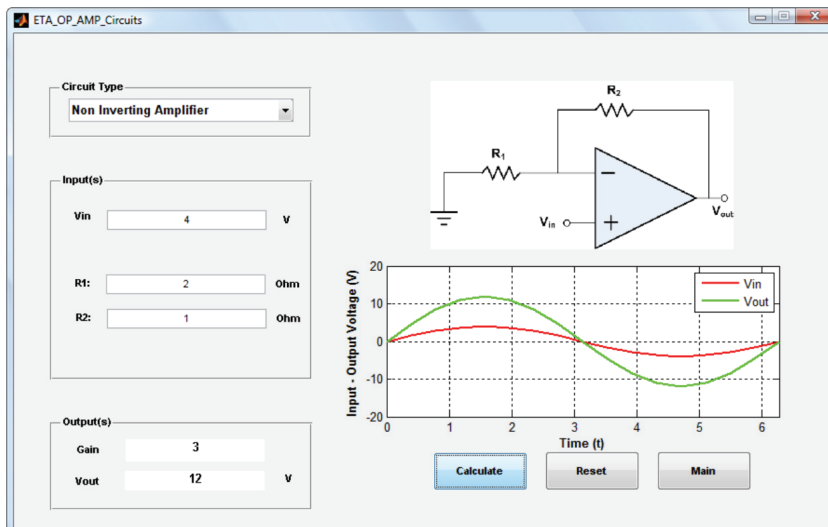 ETA_OP_AMP_Circuits
Circuit Type
Non Inverting Amplifier
Input(s)
Vin 4 V
R1: 2 Ohm
R2: 1 Ohm
Output(s)
Gain 3
Vout 12 V
R2
R1
−
Vin
+
Vout
20
10
0
-10
-20
Input - Output Voltage (V)
Vin
Vout
0 1 2 3 4 5 6
Time (t)
Calculate Reset Main